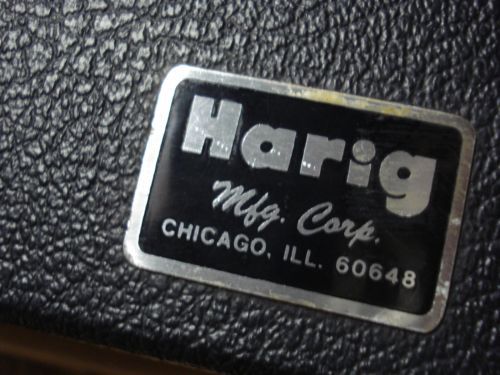 Harig
Mfg. Corp.
CHICAGO, ILL. 60648